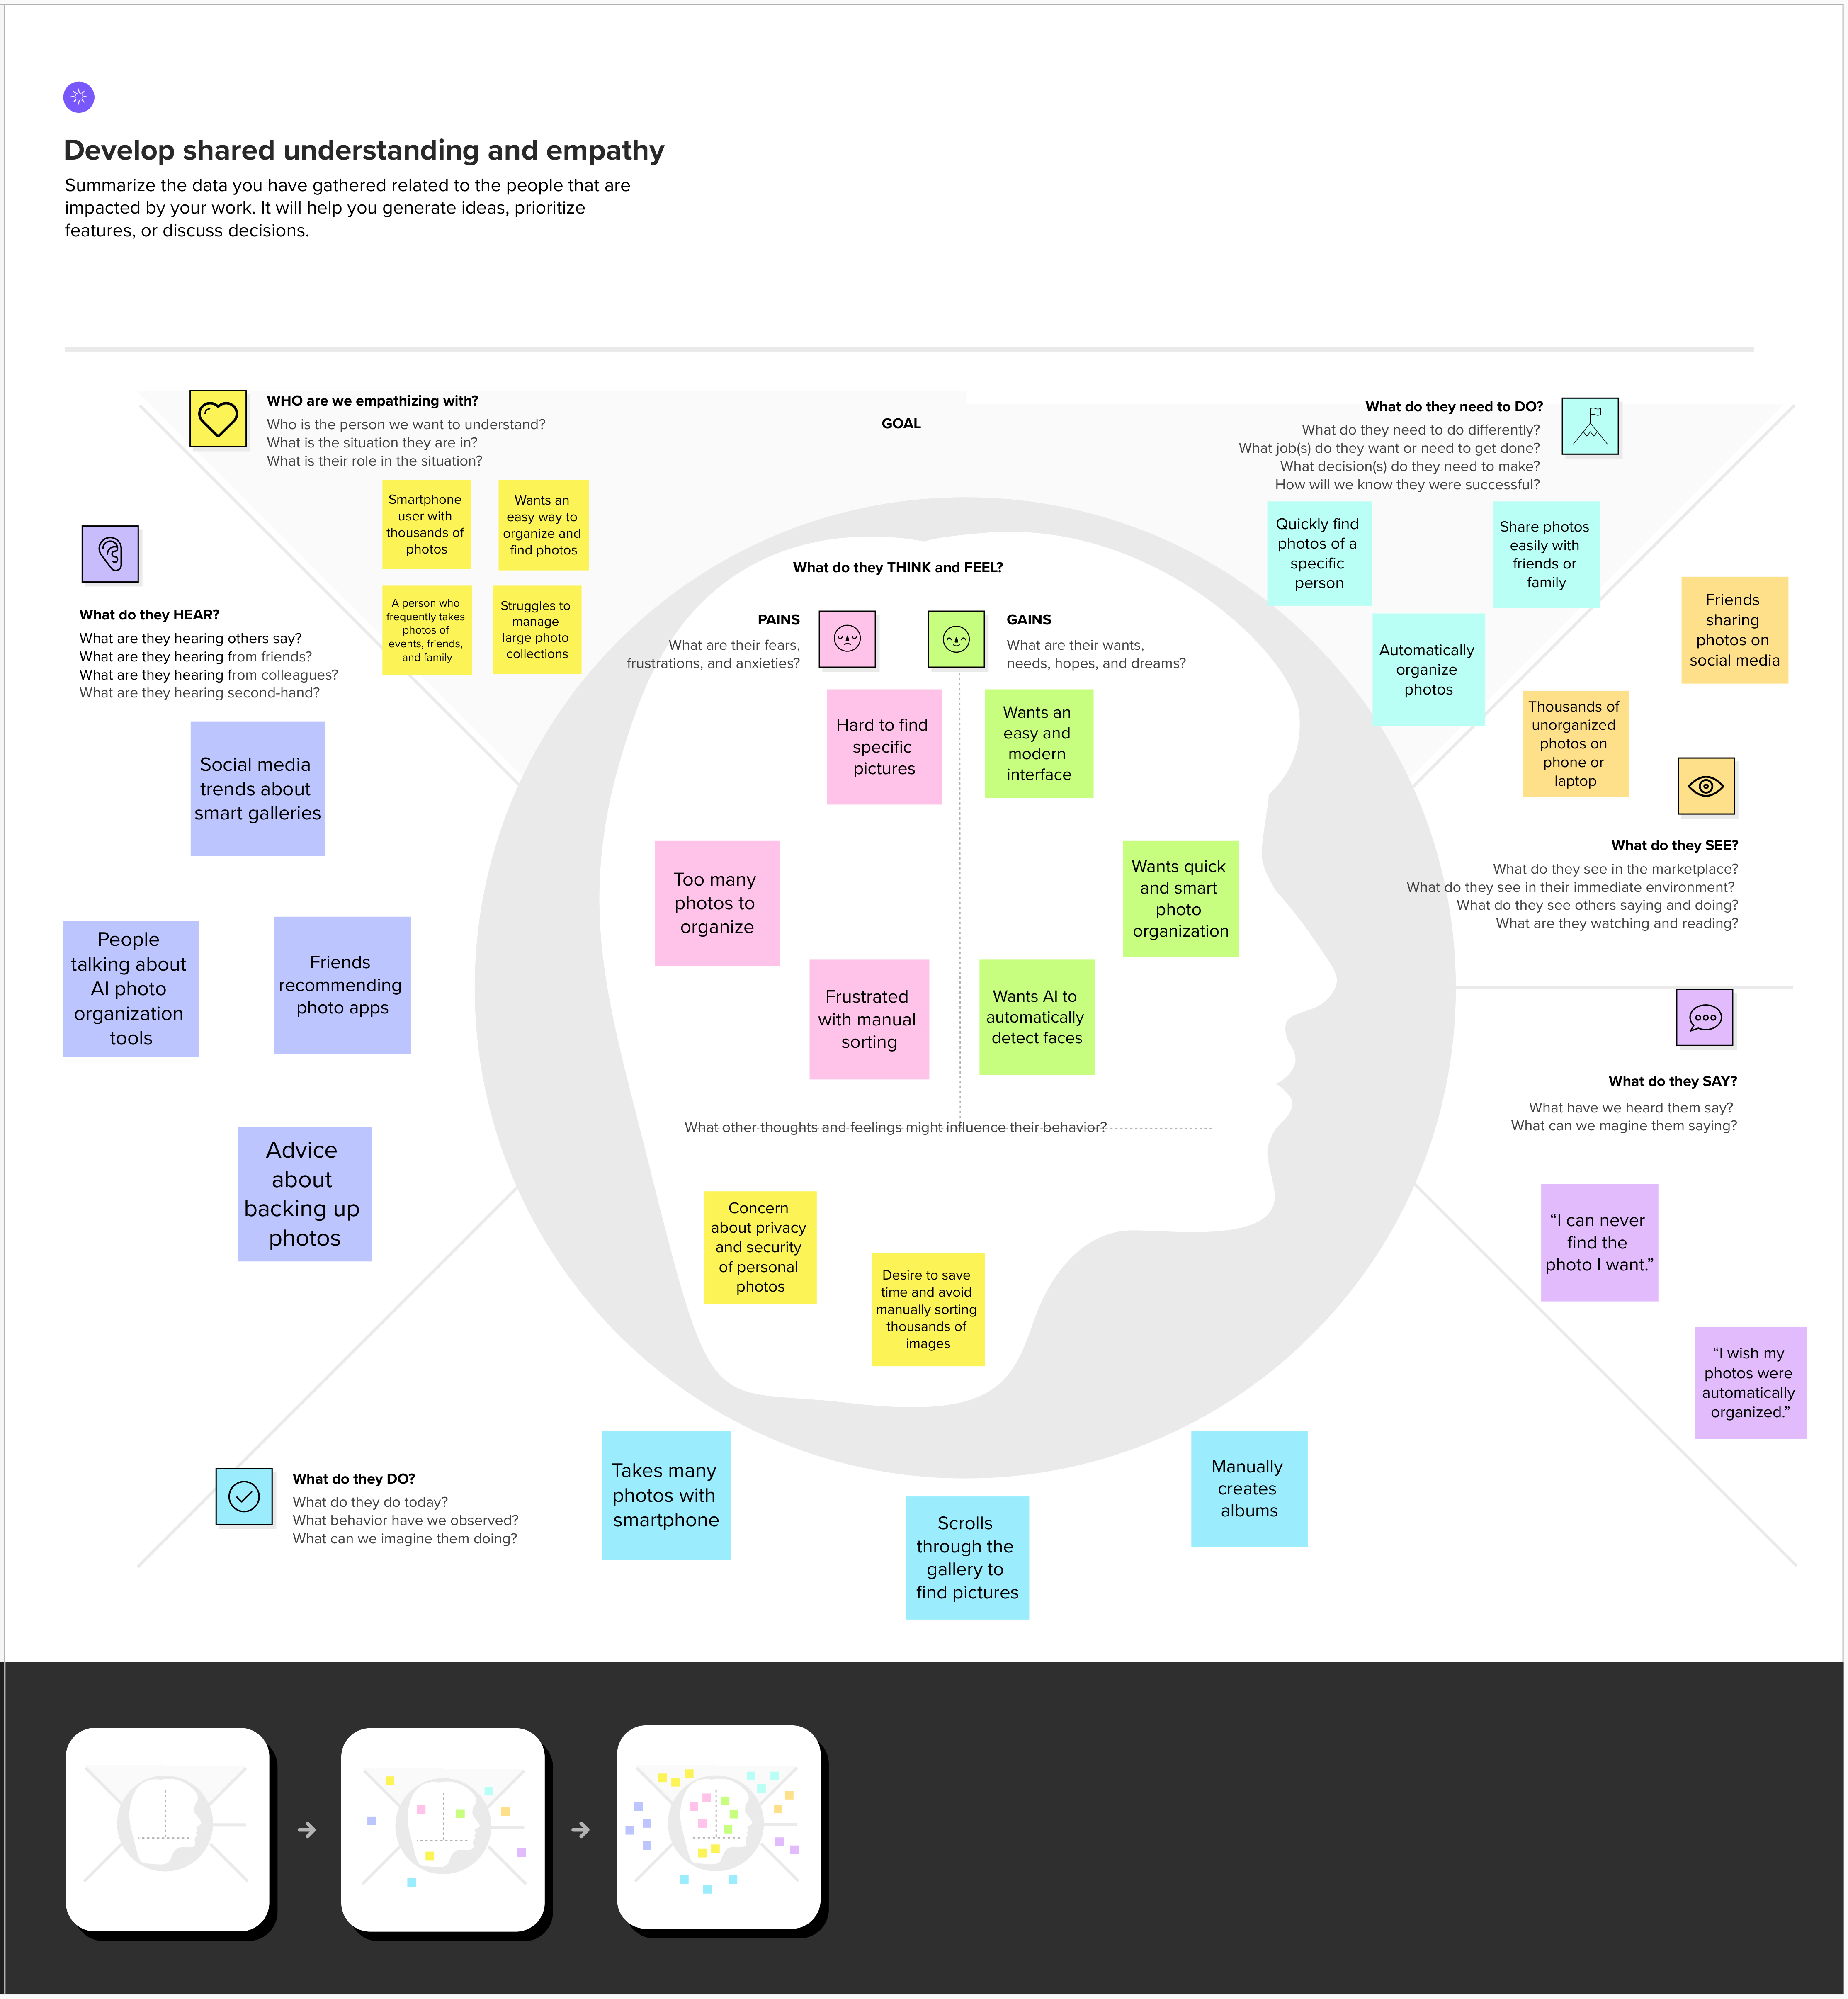 Develop shared understanding and empathy
Summarize the data you have gathered related to the people that are
impacted by your work. It will help you generate ideas, prioritize
features, or discuss decisions.
WHO are we empathizing with?
Who is the person we want to understand?
What is the situation they are in?
What is their role in the situation?
Smartphone
user with
thousands of
photos
Wants an
easy way to
organize and
find photos
A person who
frequently takes
photos of
events, friends,
and family
Struggles to
manage
large photo
collections
GOAL
What do they need to DO?
What do they need to do differently?
What job(s) do they want or need to get done?
What decision(s) do they need to make?
How will we know they were successful?
Quickly find
photos of a
specific
person
Share photos
easily with
friends or
family
Automatically
organize
photos
What do they HEAR?
What are they hearing others say?
What are they hearing from friends?
What are they hearing from colleagues?
What are they hearing second-hand?
Social media
trends about
smart galleries
People
talking about
AI photo
organization
tools
Friends
recommending
photo apps
Advice
about
backing up
photos
What do they THINK and FEEL?
PAINS
What are their fears,
frustrations, and anxieties?
GAINS
What are their wants,
needs, hopes, and dreams?
Hard to find
specific
pictures
Too many
photos to
organize
Frustrated
with manual
sorting
Wants an
easy and
modern
interface
Wants quick
and smart
photo
organization
Wants AI to
automatically
detect faces
What other thoughts and feelings might influence their behavior?
Concern
about privacy
and security
of personal
photos
Desire to save
time and avoid
manually sorting
thousands of
images
Friends
sharing
photos on
social media
Thousands of
unorganized
photos on
phone or
laptop
What do they SEE?
What do they see in the marketplace?
What do they see in their immediate environment?
What do they see others saying and doing?
What are they watching and reading?
What do they SAY?
What have we heard them say?
What can we magine them saying?
“I can never
find the
photo I want.”
“I wish my
photos were
automatically
organized.”
What do they DO?
What do they do today?
What behavior have we observed?
What can we imagine them doing?
Takes many
photos with
smartphone
Scrolls
through the
gallery to
find pictures
Manually
creates
albums